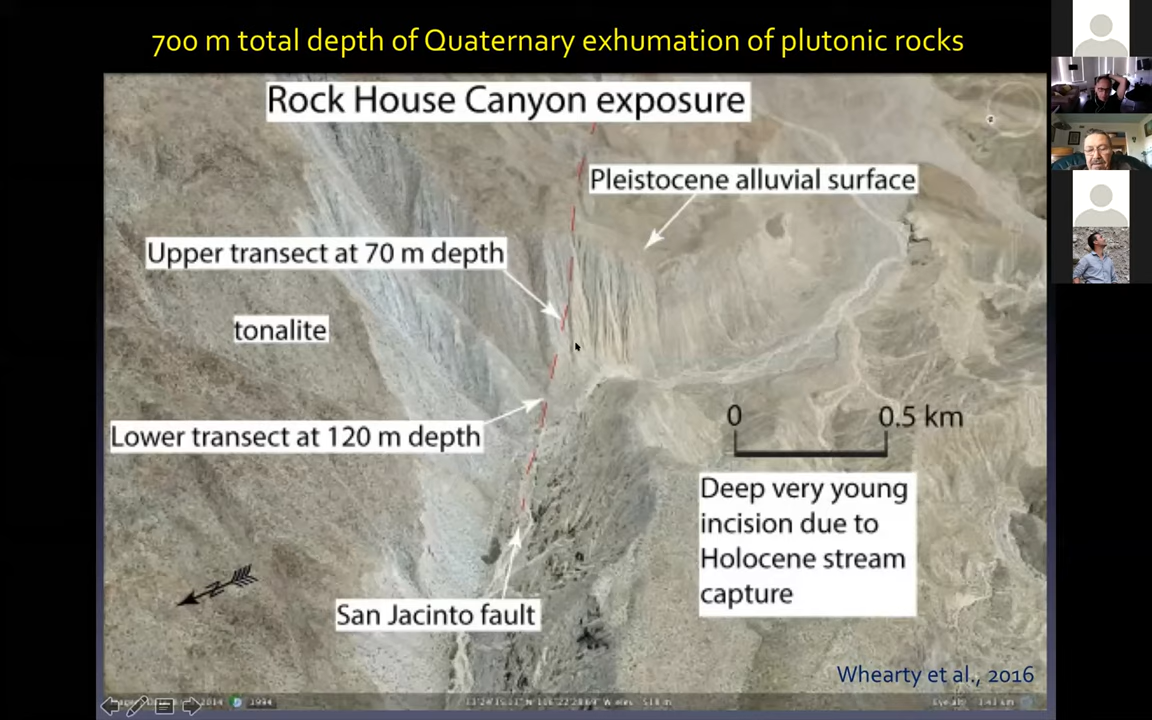 700 m total depth of Quaternary exhumation of plutonic rocks
Rock House Canyon exposure
Pleistocene alluvial surface
Upper transect at 70 m depth
tonalite
0 0.5 km
Lower transect at 120 m depth
Deep very young
incision due to
Holocene stream
capture
San Jacinto fault
Whearty et al., 2016
1994